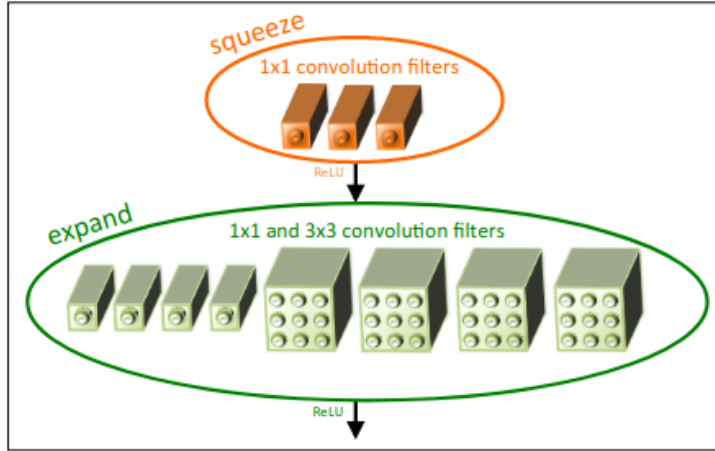 squeeze
1x1 convolution filters
ReLU
expand
1x1 and 3x3 convolution filters
ReLU